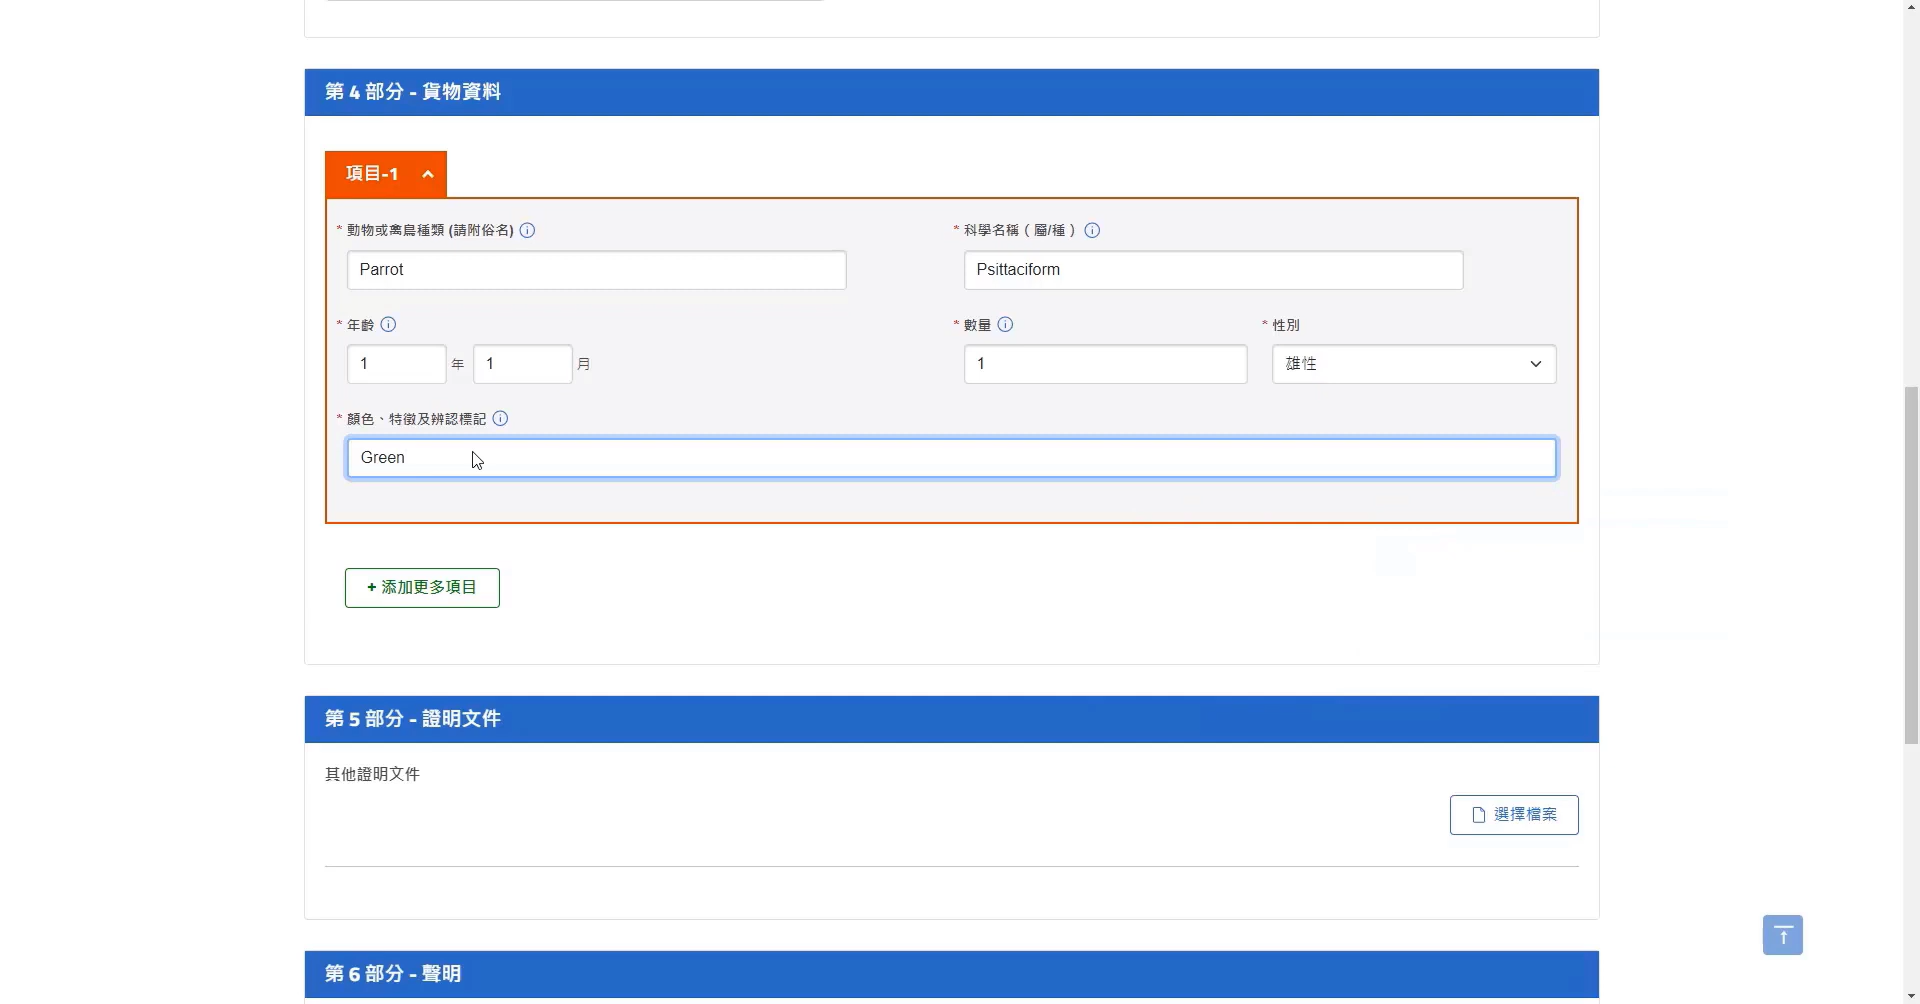 第 4 部分 - 貨物資料
項目-1
* 動物或禽鳥種類 (請附俗名)
* 科學名稱 ( 屬/種 )
Parrot
Psittaciform
* 年齡
* 數量
* 性別
1 年 1 月
1
雄性
* 顏色、特徵及辨認標記
Green
+ 添加更多項目
第 5 部分 - 證明文件
其他證明文件
選擇檔案
第 6 部分 - 聲明